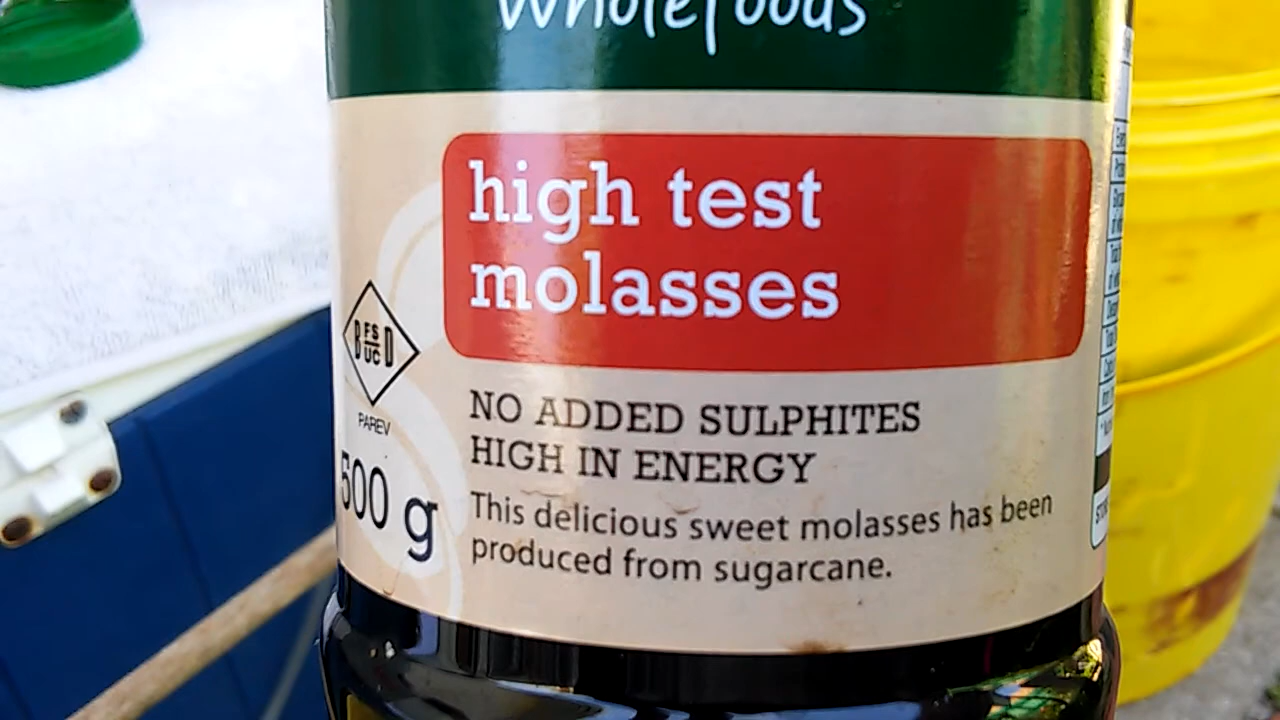 Wholefoods
high test
molasses
B FS UC D
PAREV
500 g
NO ADDED SULPHITES
HIGH IN ENERGY
This delicious sweet molasses has been
produced from sugarcane.